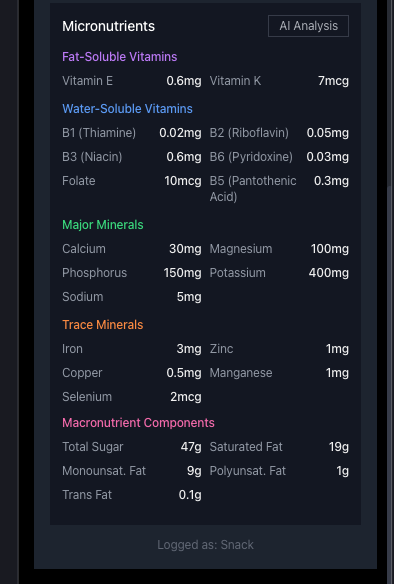 Micronutrients AI Analysis
Fat-Soluble Vitamins
Vitamin E 0.6mg Vitamin K 7mcg
Water-Soluble Vitamins
B1 (Thiamine) 0.02mg B2 (Riboflavin) 0.05mg
B3 (Niacin) 0.6mg B6 (Pyridoxine) 0.03mg
Folate 10mcg B5 (Pantothenic 0.3mg
Acid)
Major Minerals
Calcium 30mg Magnesium 100mg
Phosphorus 150mg Potassium 400mg
Sodium 5mg
Trace Minerals
Iron 3mg Zinc 1mg
Copper 0.5mg Manganese 1mg
Selenium 2mcg
Macronutrient Components
Total Sugar 47g Saturated Fat 19g
Monounsat. Fat 9g Polyunsat. Fat 1g
Trans Fat 0.1g
Logged as: Snack